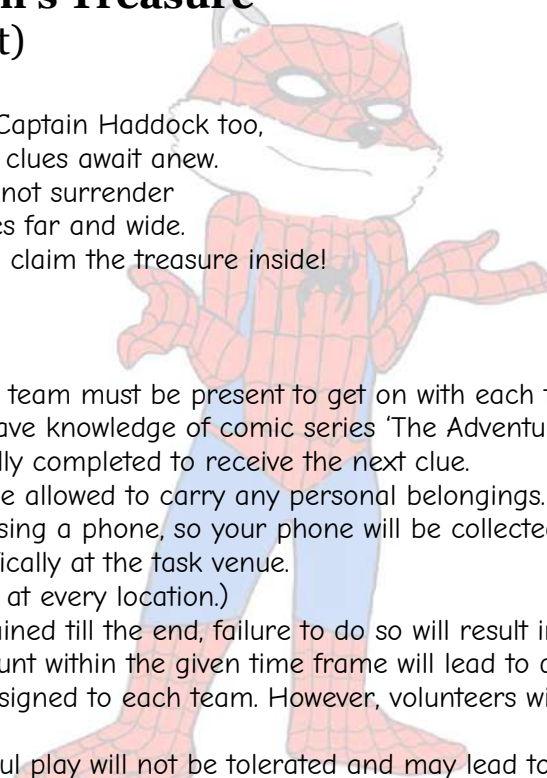 's Treasure
t)
Captain Haddock too,
clues await anew.
not surrender
es far and wide.
claim the treasure inside!
team must be present to get on with each t
ave knowledge of comic series ‘The Adventu
lly completed to receive the next clue.
e allowed to carry any personal belongings.
sing a phone, so your phone will be collecte
fically at the task venue.
at every location.)
ined till the end, failure to do so will result i
unt within the given time frame will lead to
signed to each team. However, volunteers wi
ul play will not be tolerated and may lead to